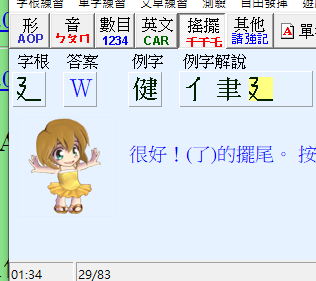 字根練習 單字練習 文章練習 測驗 自由發揮
形 音 數目 英文 搖擺 其他 單
AOP ㄅㄆㄇ 1234 CAR 請強記
字根 答案 例字 例字解說
廴 W 健 亻 聿 廴
很好！(了)的擺尾。 按
01:34 29/83